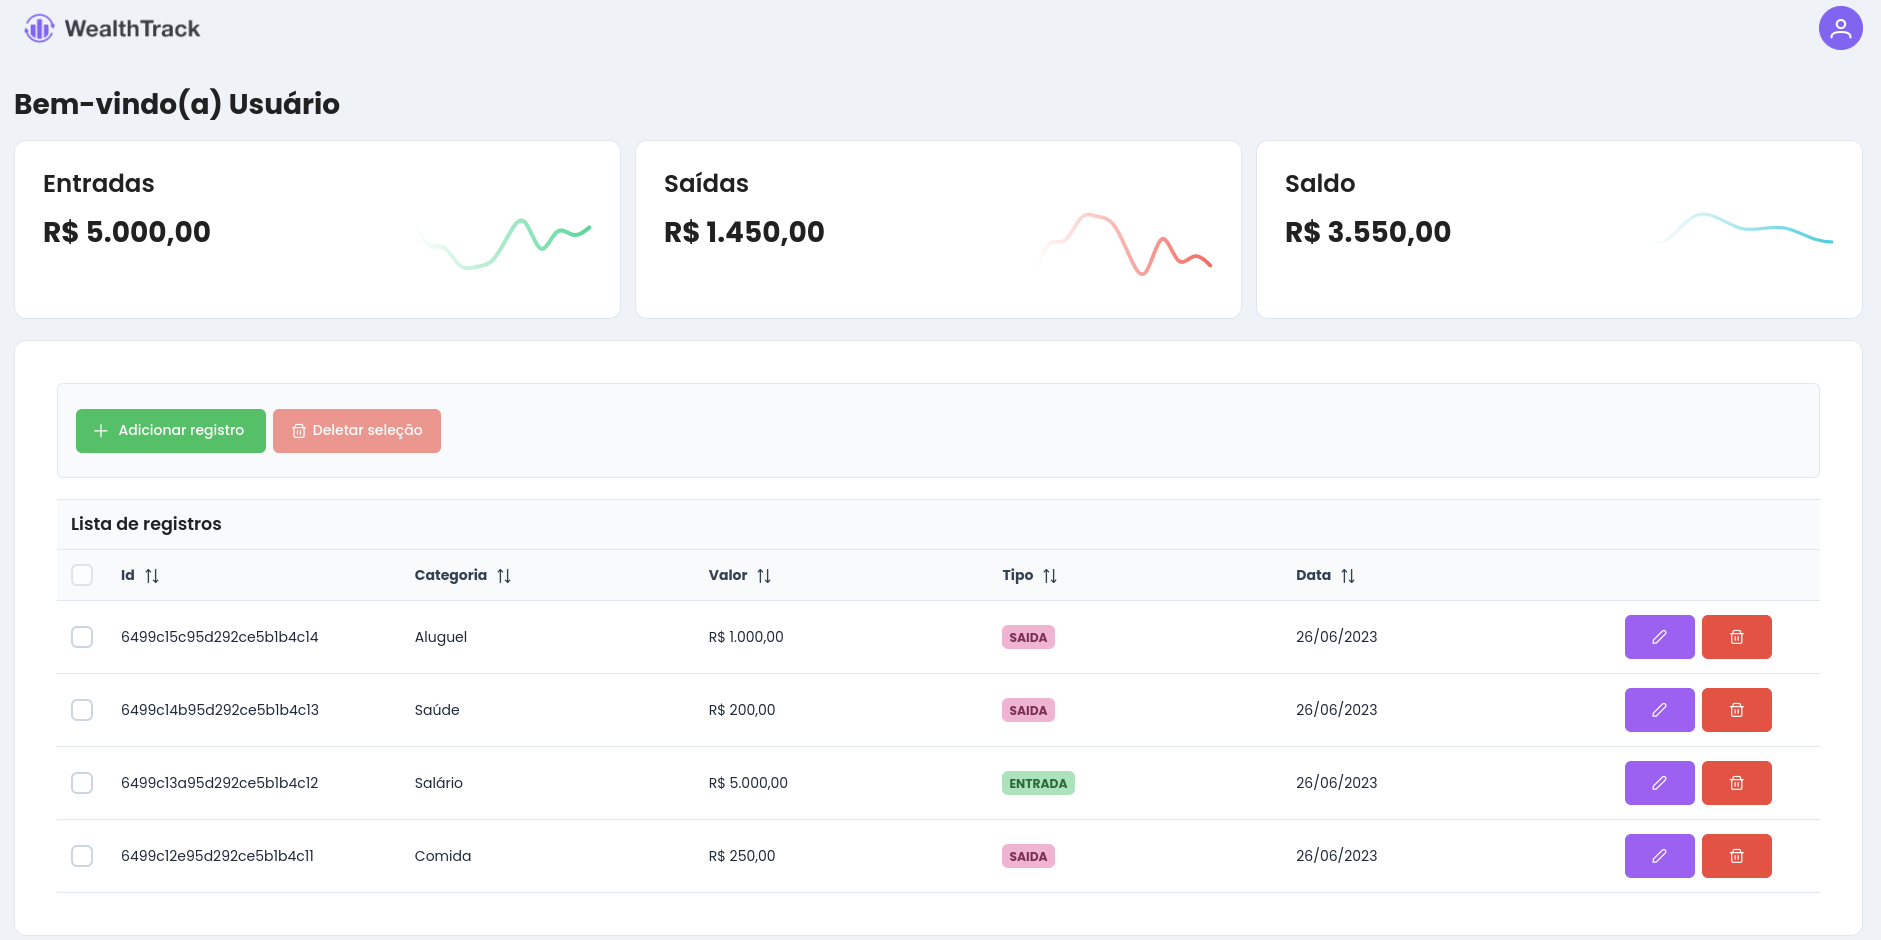 WealthTrack
Bem-vindo(a) Usuário
Entradas
R$ 5.000,00
Saídas
R$ 1.450,00
Saldo
R$ 3.550,00
Adicionar registro Deletar seleção
Lista de registros
Id Categoria Valor Tipo Data
6499c15c95d292ce5b1b4c14 Aluguel R$ 1.000,00 SAIDA 26/06/2023
6499c14b95d292ce5b1b4c13 Saúde R$ 200,00 SAIDA 26/06/2023
6499c13a95d292ce5b1b4c12 Salário R$ 5.000,00 ENTRADA 26/06/2023
6499c12e95d292ce5b1b4c11 Comida R$ 250,00 SAIDA 26/06/2023